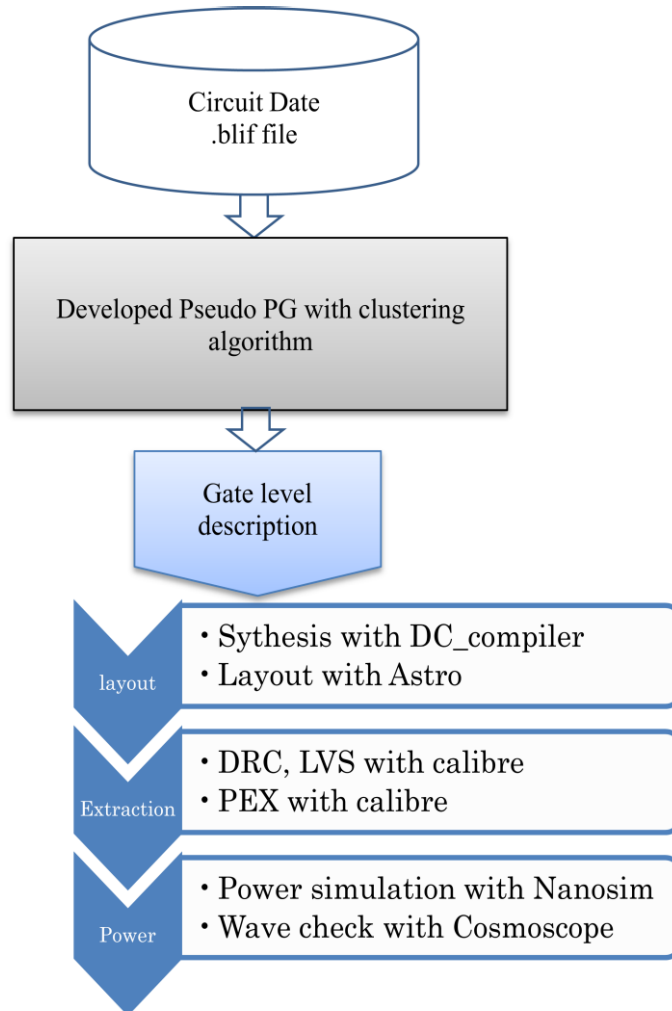 Circuit Date
.blif file
Developed Pseudo PG with clustering
algorithm
Gate level
description
layout
• Sythesis with DC_compiler
• Layout with Astro
Extraction
• DRC, LVS with calibre
• PEX with calibre
Power
• Power simulation with Nanosim
• Wave check with Cosmoscope